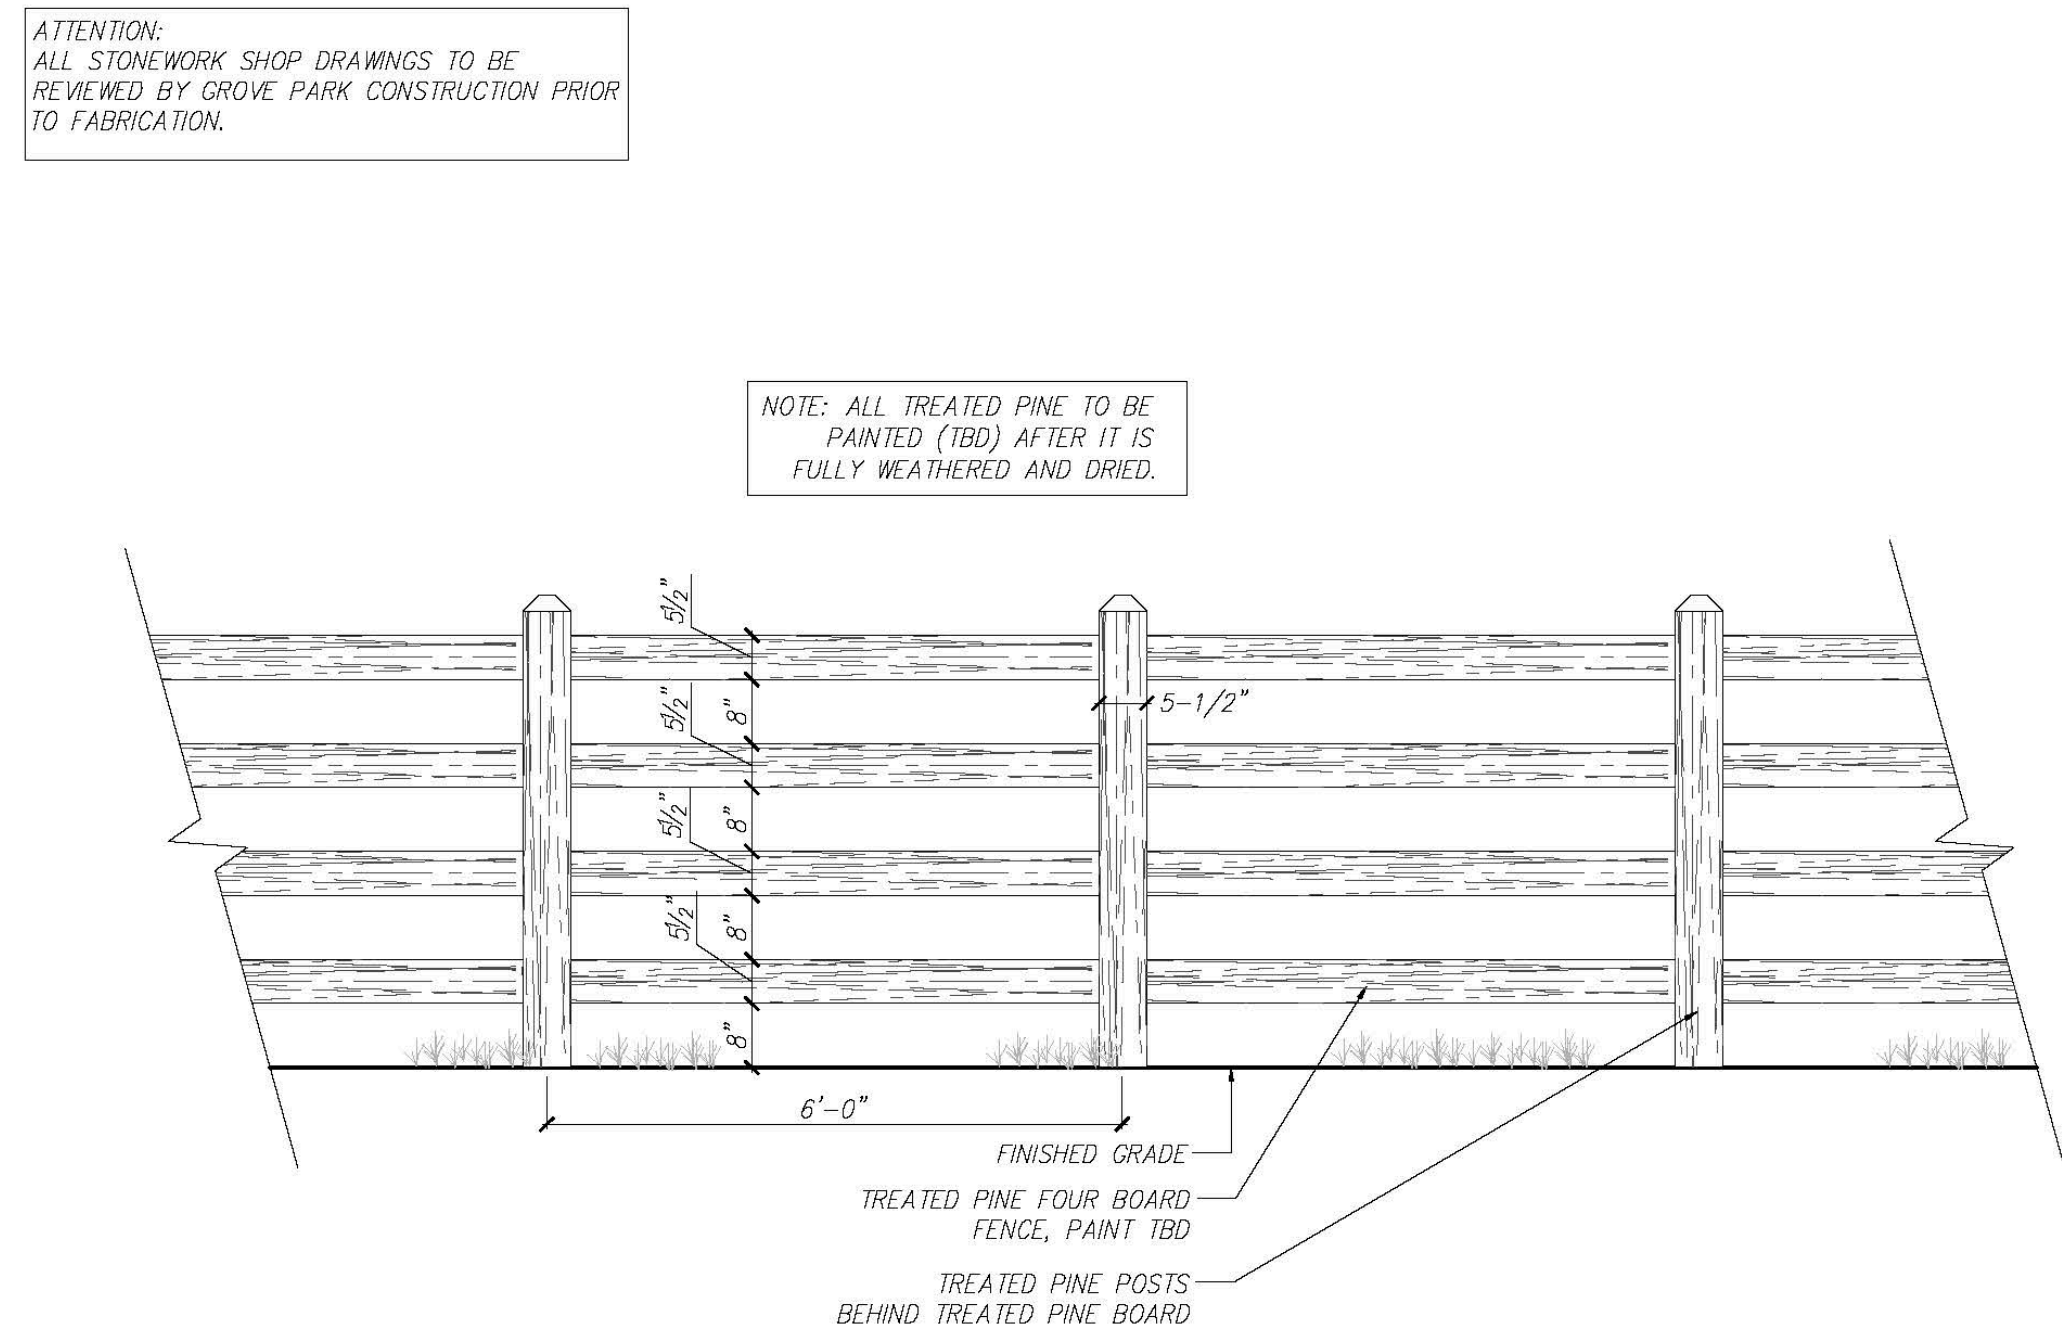 ATTENTION:
ALL STONEWORK SHOP DRAWINGS TO BE
REVIEWED BY GROVE PARK CONSTRUCTION PRIOR
TO FABRICATION.
NOTE: ALL TREATED PINE TO BE
PAINTED (TBD) AFTER IT IS
FULLY WEATHERED AND DRIED.
5½"
5½"
8"
5-1/2"
5½"
8"
5½"
8"
8"
6'-0"
FINISHED GRADE
TREATED PINE FOUR BOARD
FENCE, PAINT TBD
TREATED PINE POSTS
BEHIND TREATED PINE BOARD